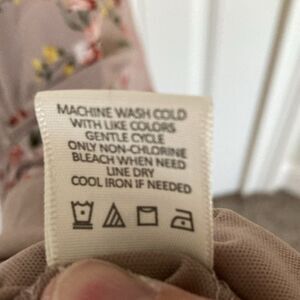 MACHINE WASH COLD
WITH LIKE COLORS
GENTLE CYCLE
ONLY NON-CHLORINE
BLEACH WHEN NEED
LINE DRY
COOL IRON IF NEEDED